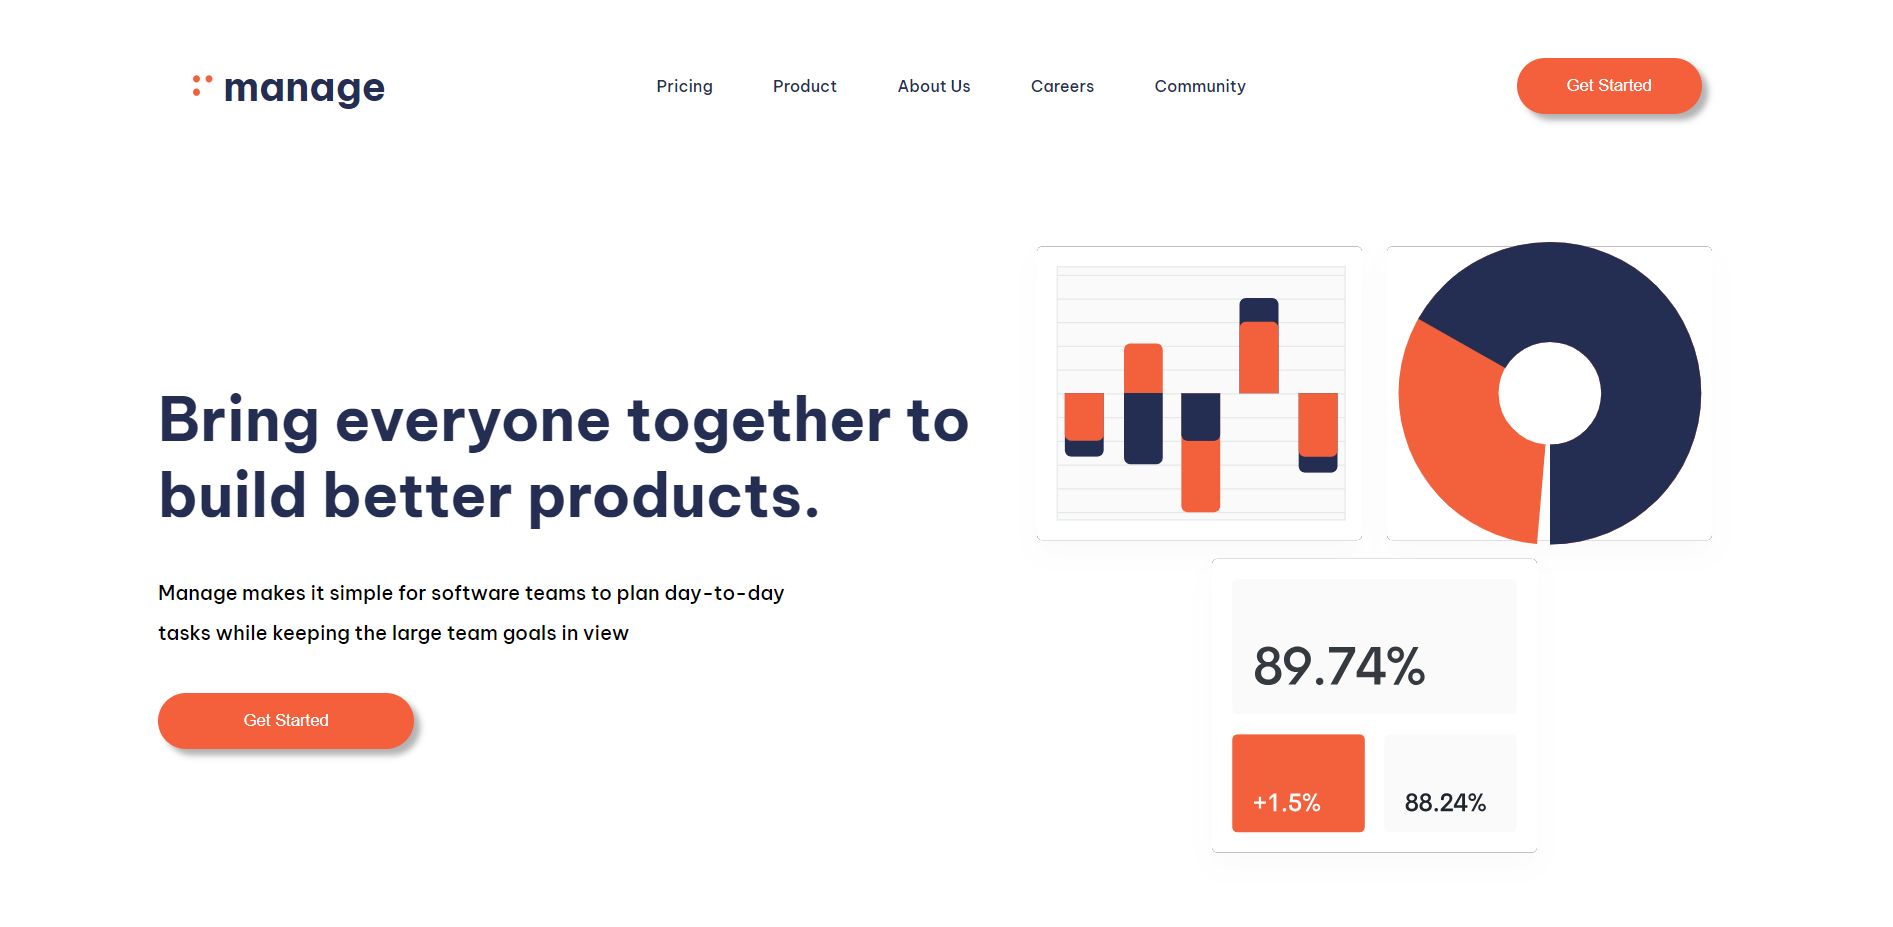 manage
Pricing
Product
About Us
Careers
Community
Get Started
Bring everyone together to
build better products.
Manage makes it simple for software teams to plan day-to-day
tasks while keeping the large team goals in view
Get Started
89.74%
+1.5%
88.24%